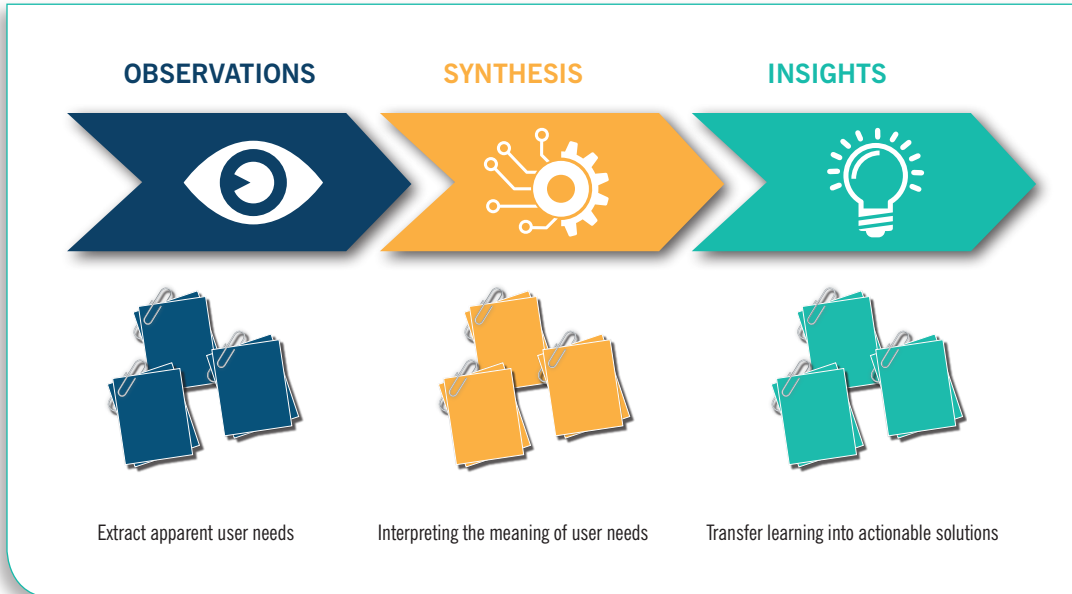 OBSERVATIONS
SYNTHESIS
INSIGHTS
Extract apparent user needs
Interpreting the meaning of user needs
Transfer learning into actionable solutions